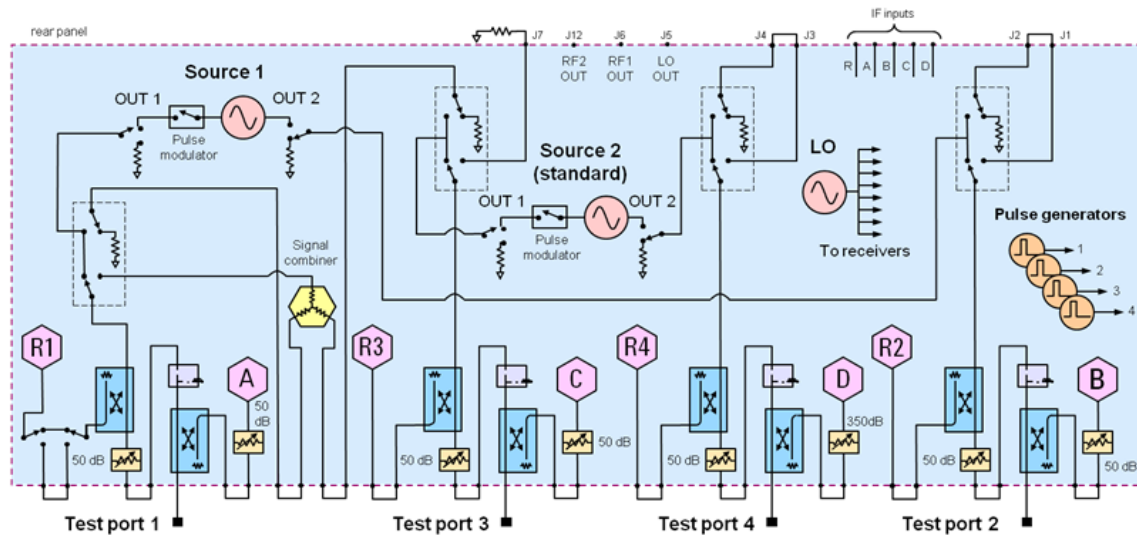 rear panel
J7
J12
J6
J5
J4
J3
IF inputs
J2
J1
RF2 OUT
RF1 OUT
LO OUT
R
A
B
C
D
Source 1
OUT 1
OUT 2
Pulse modulator
Source 2 (standard)
OUT 1
OUT 2
Pulse modulator
LO
To receivers
Pulse generators
1
2
3
4
Signal combiner
R1
A
R3
C
R4
D
R2
B
50 dB
50 dB
50 dB
50 dB
50 dB
350dB
50 dB
50 dB
Test port 1
Test port 3
Test port 4
Test port 2